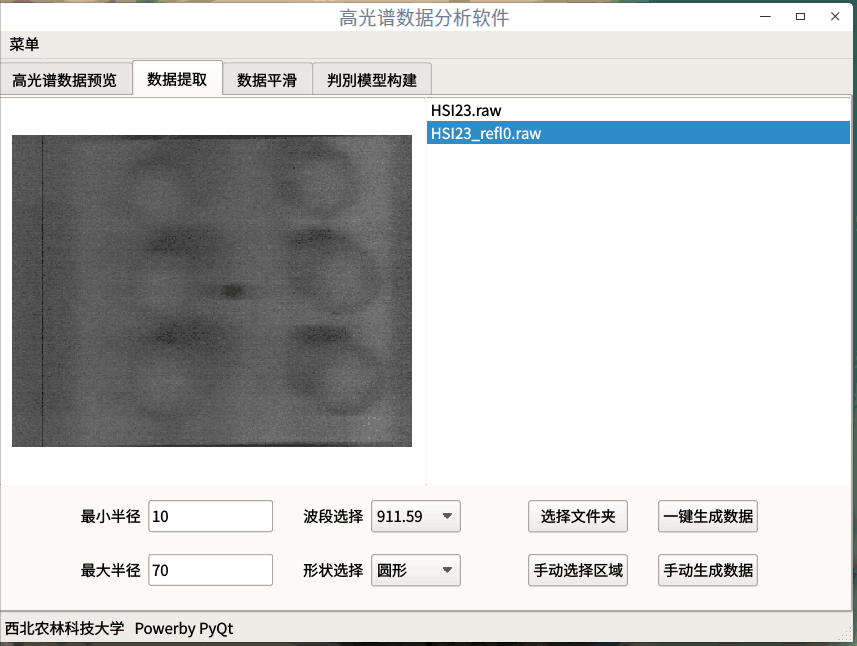 高光谱数据分析软件
菜单
高光谱数据预览 数据提取 数据平滑 判别模型构建
HSI23.raw
HSI23_refl0.raw
最小半径 10 波段选择 911.59 选择文件夹 一键生成数据
最大半径 70 形状选择 圆形 手动选择区域 手动生成数据
西北农林科技大学 Powerby PyQt